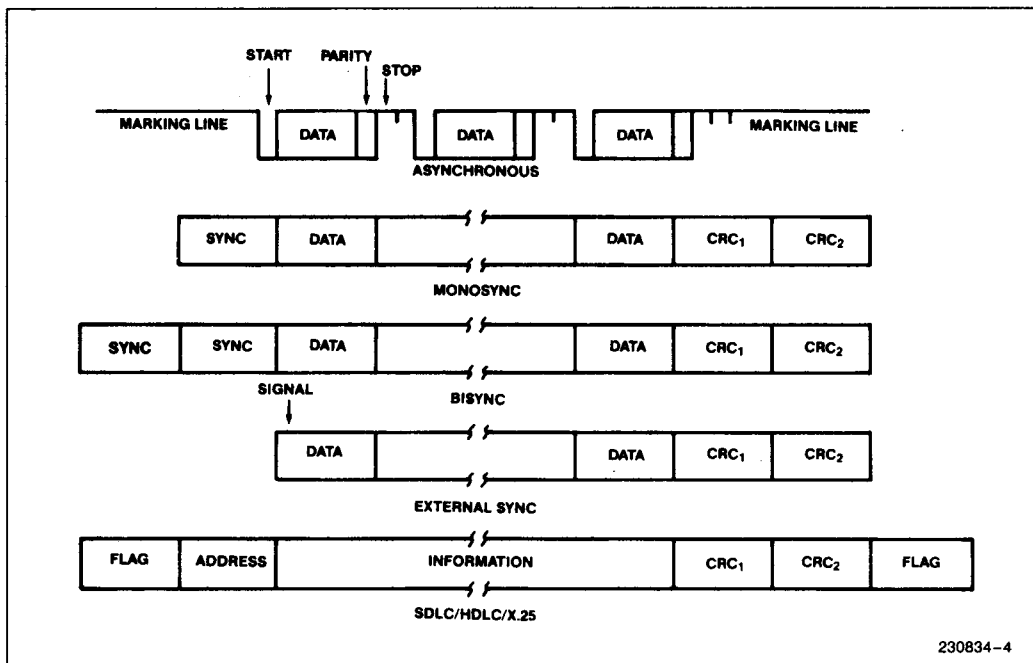 START PARITY
STOP
MARKING LINE DATA DATA DATA MARKING LINE
ASYNCHRONOUS
SYNC DATA DATA CRC₁ CRC₂
MONOSYNC
SYNC SYNC DATA DATA CRC₁ CRC₂
BISYNC
SIGNAL
DATA DATA CRC₁ CRC₂
EXTERNAL SYNC
FLAG ADDRESS INFORMATION CRC₁ CRC₂ FLAG
SDLC/HDLC/X.25
230834-4